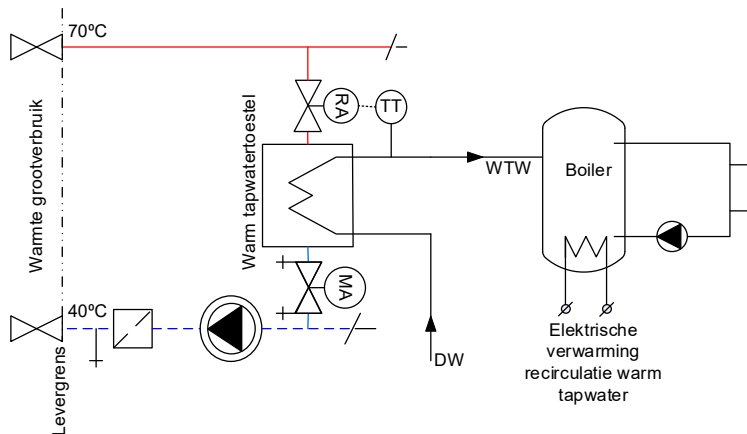 70ºC
RA
TT
Warmte grootverbruik
Warm tapwatertoestel
WTW
Boiler
MA
40ºC
Levergrens
DW
Elektrische
verwarming
recirculatie warm
tapwater